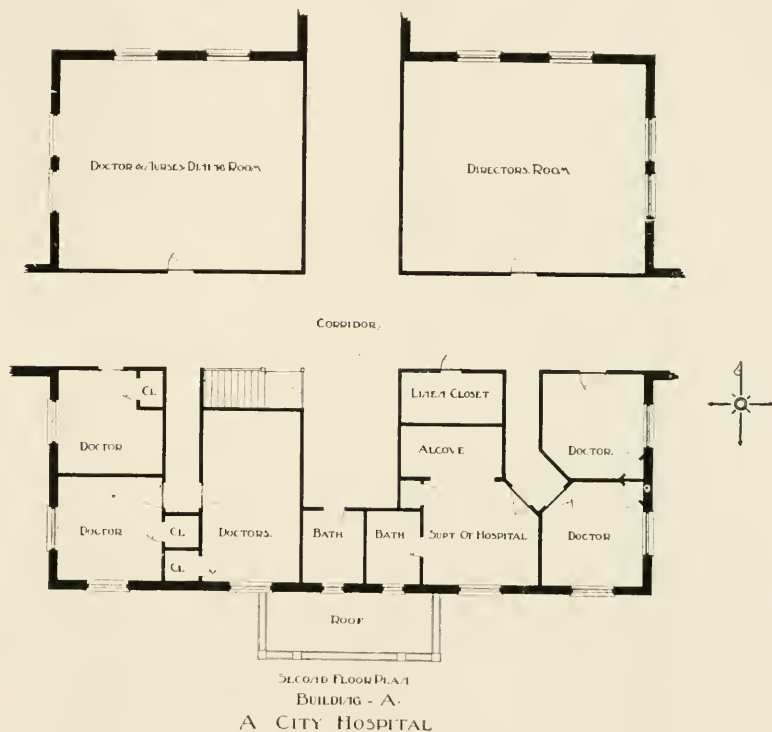 DOCTOR & NURSES DINING ROOM
DIRECTORS. ROOM
CORRIDOR.
CL.
LINEN CLOSET
ALCOVE
DOCTOR
DOCTOR.
DOCTOR
CL.
DOCTORS.
BATH
BATH
SUPT OF HOSPITAL
DOCTOR
CL.
ROOF
SECOND FLOOR PLAN
BUILDING - A.
A CITY HOSPITAL